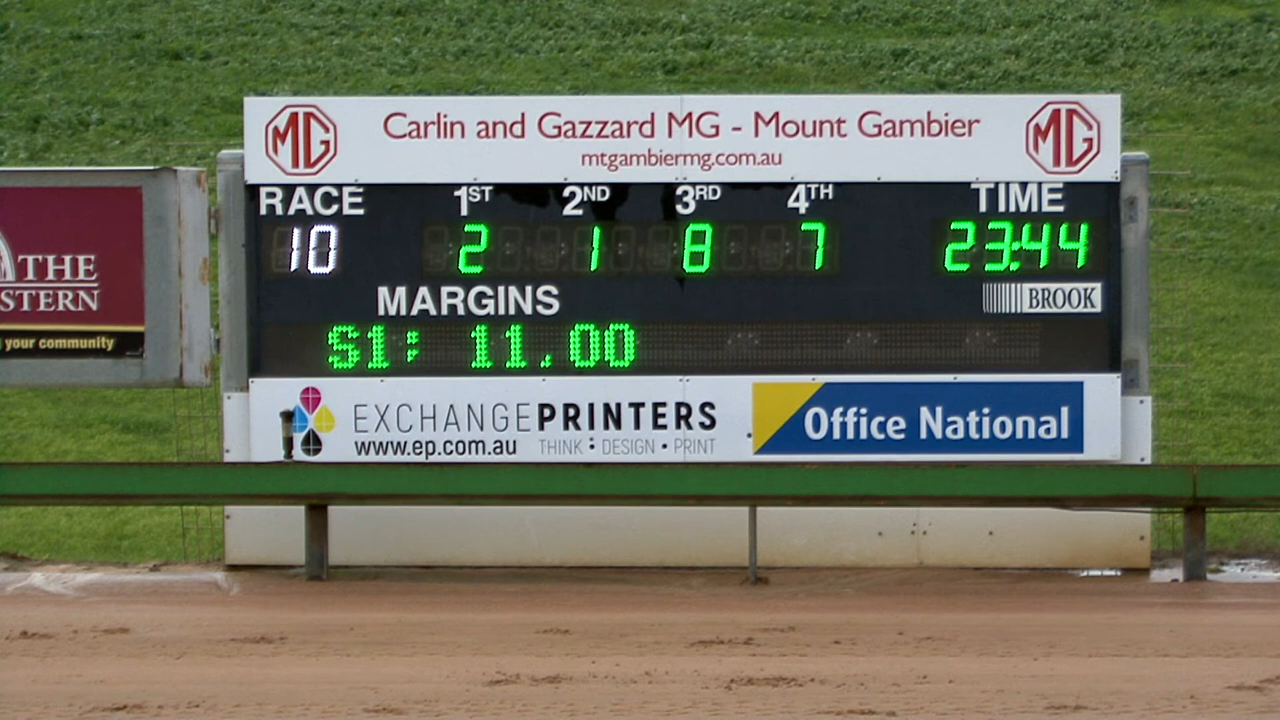 MG Carlin and Gazzard MG - Mount Gambier MG
mtgambiermg.com.au
RACE 1ST 2ND 3RD 4TH TIME
10 2 1 8 7 23:44
MARGINS BROOK
S1: 11.00
THE
STERN
your community
EXCHANGEPRINTERS
www.ep.com.au THINK : DESIGN • PRINT
Office National